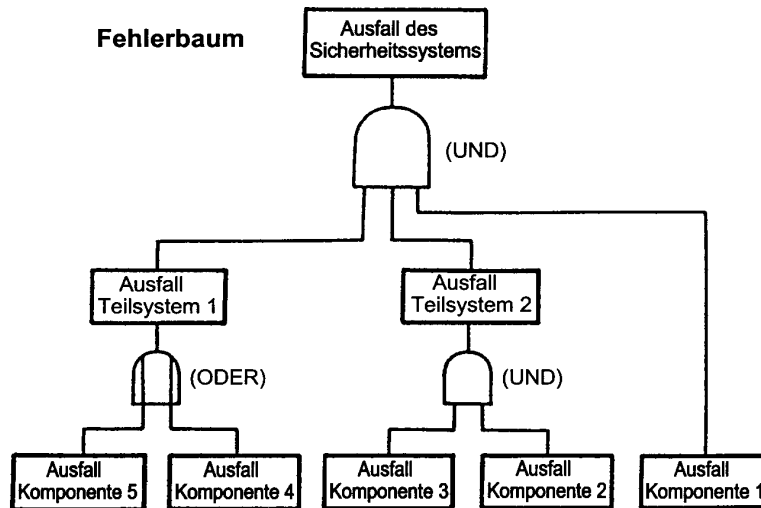 Fehlerbaum
Ausfall des
Sicherheitssystems
(UND)
Ausfall
Teilsystem 1
Ausfall
Teilsystem 2
(ODER)
(UND)
Ausfall
Komponente 5
Ausfall
Komponente 4
Ausfall
Komponente 3
Ausfall
Komponente 2
Ausfall
Komponente 1